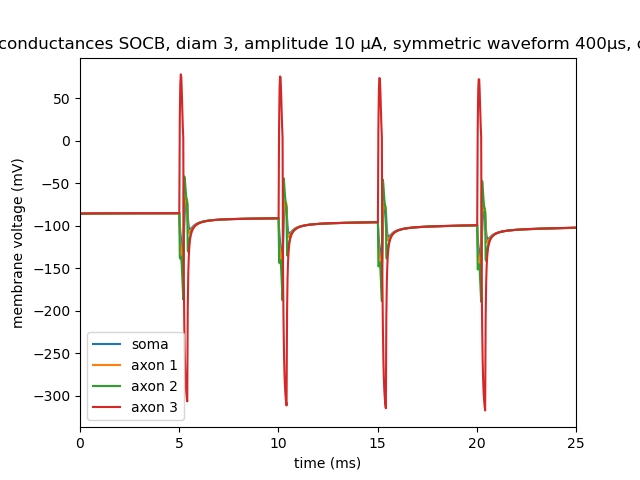 conductances SOCB, diam 3, amplitude 10 μA, symmetric waveform 400μs,
membrane voltage (mV)
50
0
−50
−100
−150
−200
−250
−300
soma
axon 1
axon 2
axon 3
0
5
10
15
20
25
time (ms)